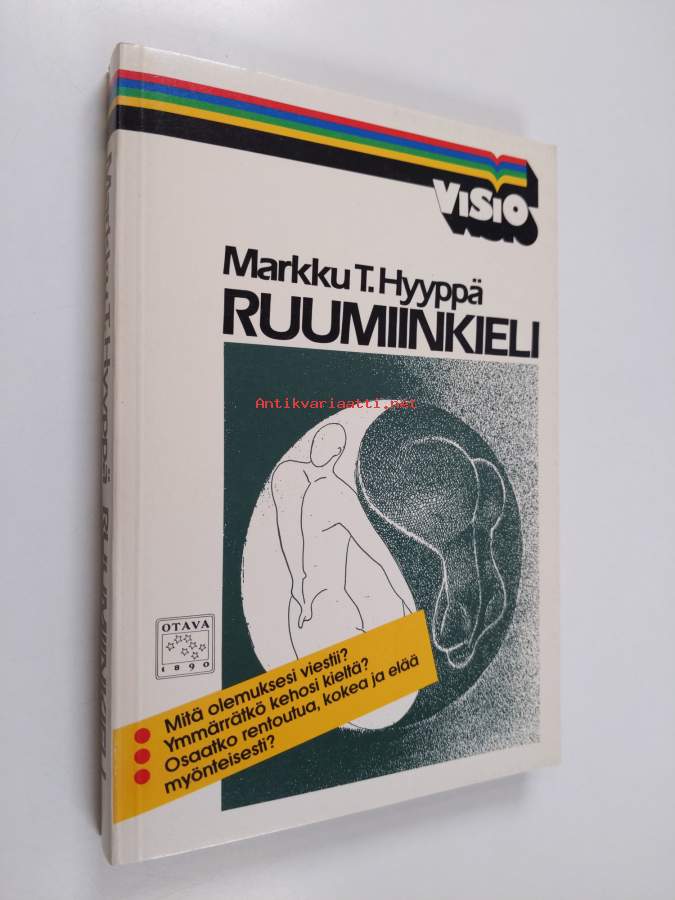 VISIO
Markku T. Hyyppä
RUUMIINKIELI
Antikvariaatti.net
OTAVA
1890
Mitä olemuksesi viestii?
Ymmärrätkö kehosi kieltä?
Osaatko rentoutua, kokea ja elää
myönteisesti?
Markku T. Hyyppä RUUMIINKIELI